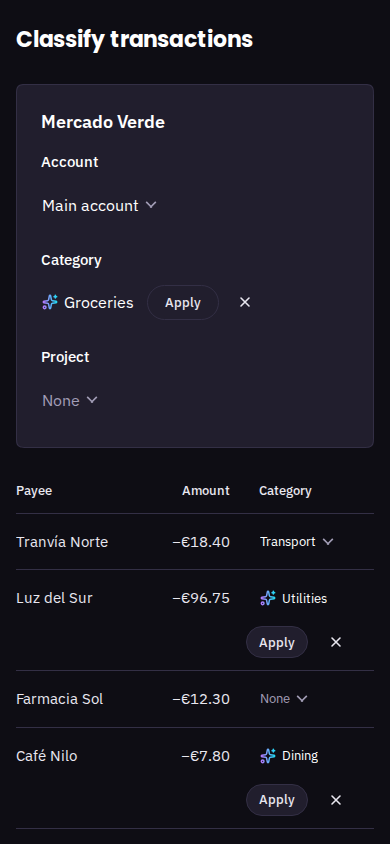 Classify transactions
Mercado Verde
Account
Main account
Category
Groceries Apply
Project
None
Payee Amount Category
Tranvía Norte −€18.40 Transport
Luz del Sur −€96.75 Utilities
Apply
Farmacia Sol −€12.30 None
Café Nilo −€7.80 Dining
Apply